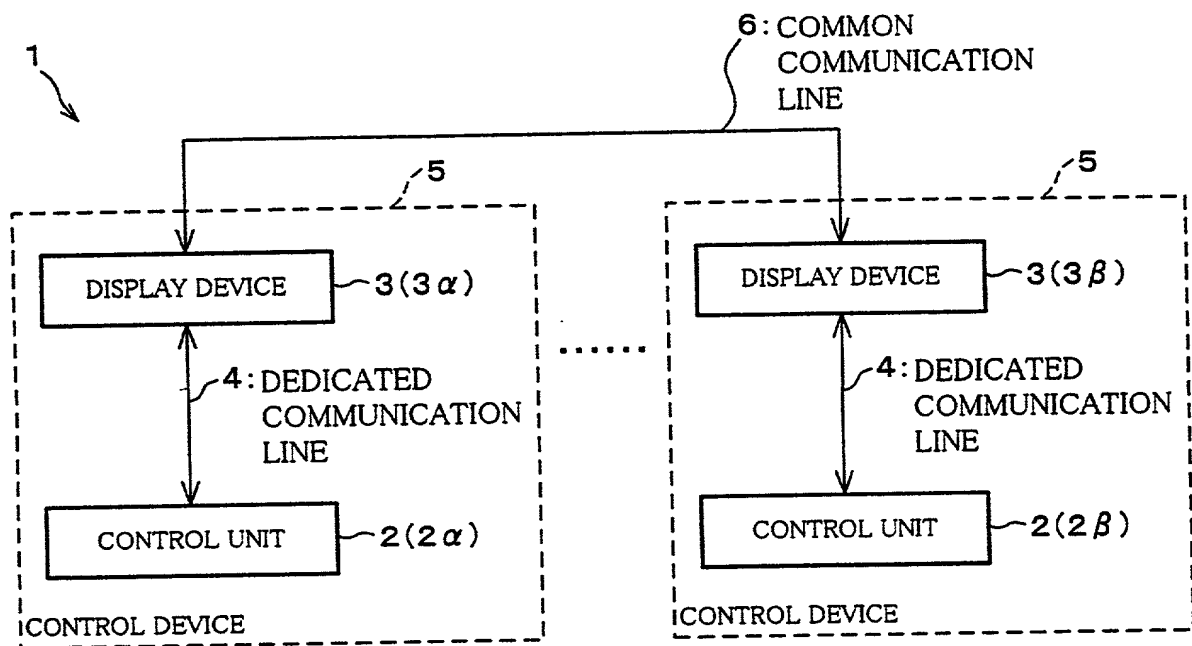 1
6: COMMON
COMMUNICATION
LINE
5
5
DISPLAY DEVICE
3(3α)
DISPLAY DEVICE
3(3β)
4: DEDICATED
COMMUNICATION
LINE
4: DEDICATED
COMMUNICATION
LINE
CONTROL UNIT
2(2α)
CONTROL UNIT
2(2β)
CONTROL DEVICE
CONTROL DEVICE